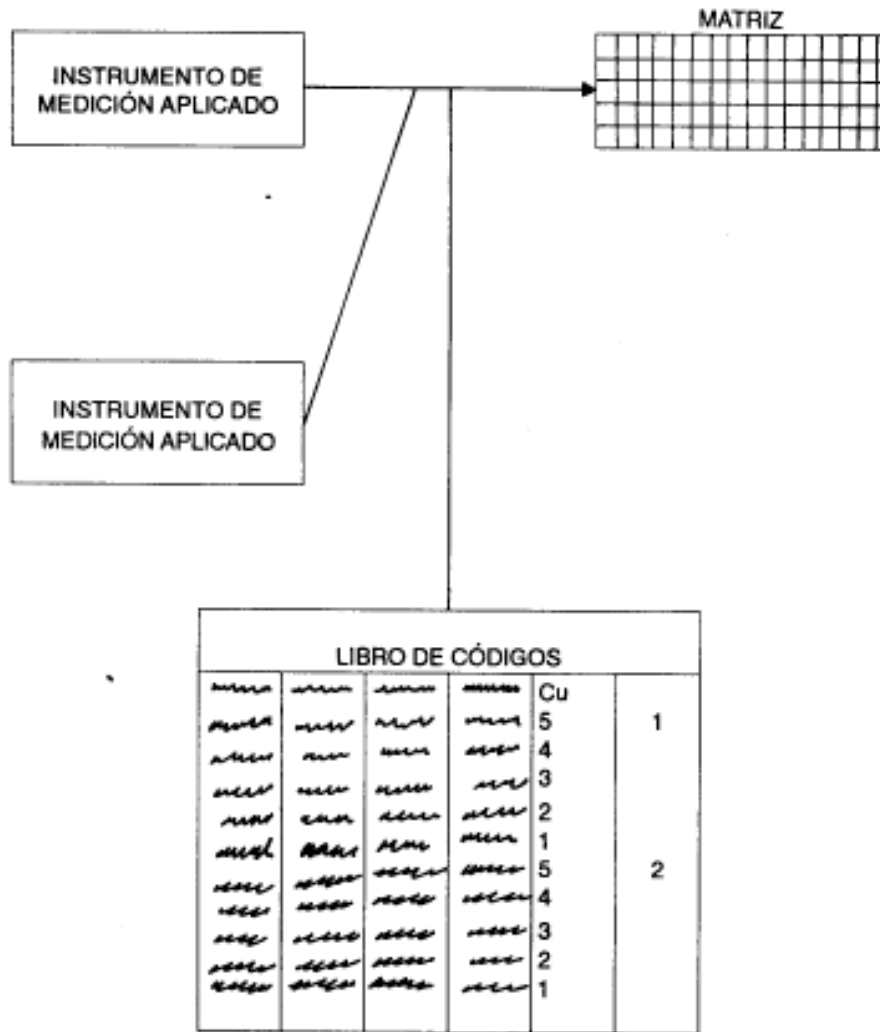 MATRIZ
INSTRUMENTO DE
MEDICIÓN APLICADO
INSTRUMENTO DE
MEDICIÓN APLICADO
LIBRO DE CÓDIGOS
Cu
5 1
4
3
2
1
5 2
4
3
2
1